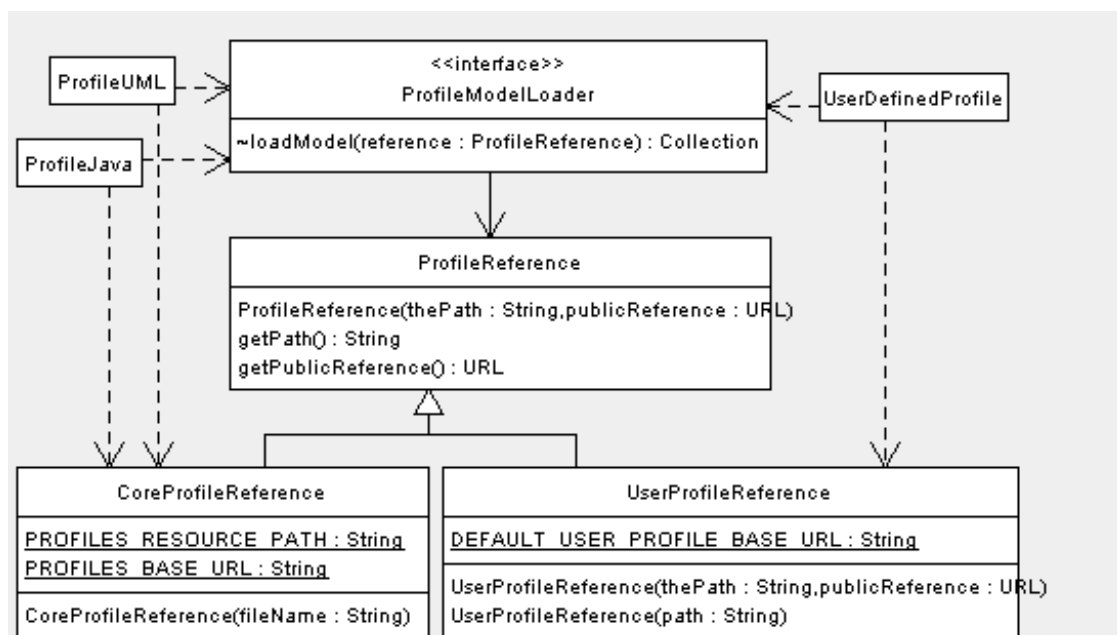 <<interface>>
ProfileUML
ProfileModelLoader
UserDefinedProfile
~loadModel(reference : ProfileReference) : Collection
ProfileJava
ProfileReference
ProfileReference(thePath : String,publicReference : URL)
getPath() : String
getPublicReference() : URL
CoreProfileReference
PROFILES_RESOURCE_PATH : String
PROFILES_BASE_URL : String
CoreProfileReference(fileName : String)
UserProfileReference
DEFAULT_USER_PROFILE_BASE_URL : String
UserProfileReference(thePath : String,publicReference : URL)
UserProfileReference(path : String)